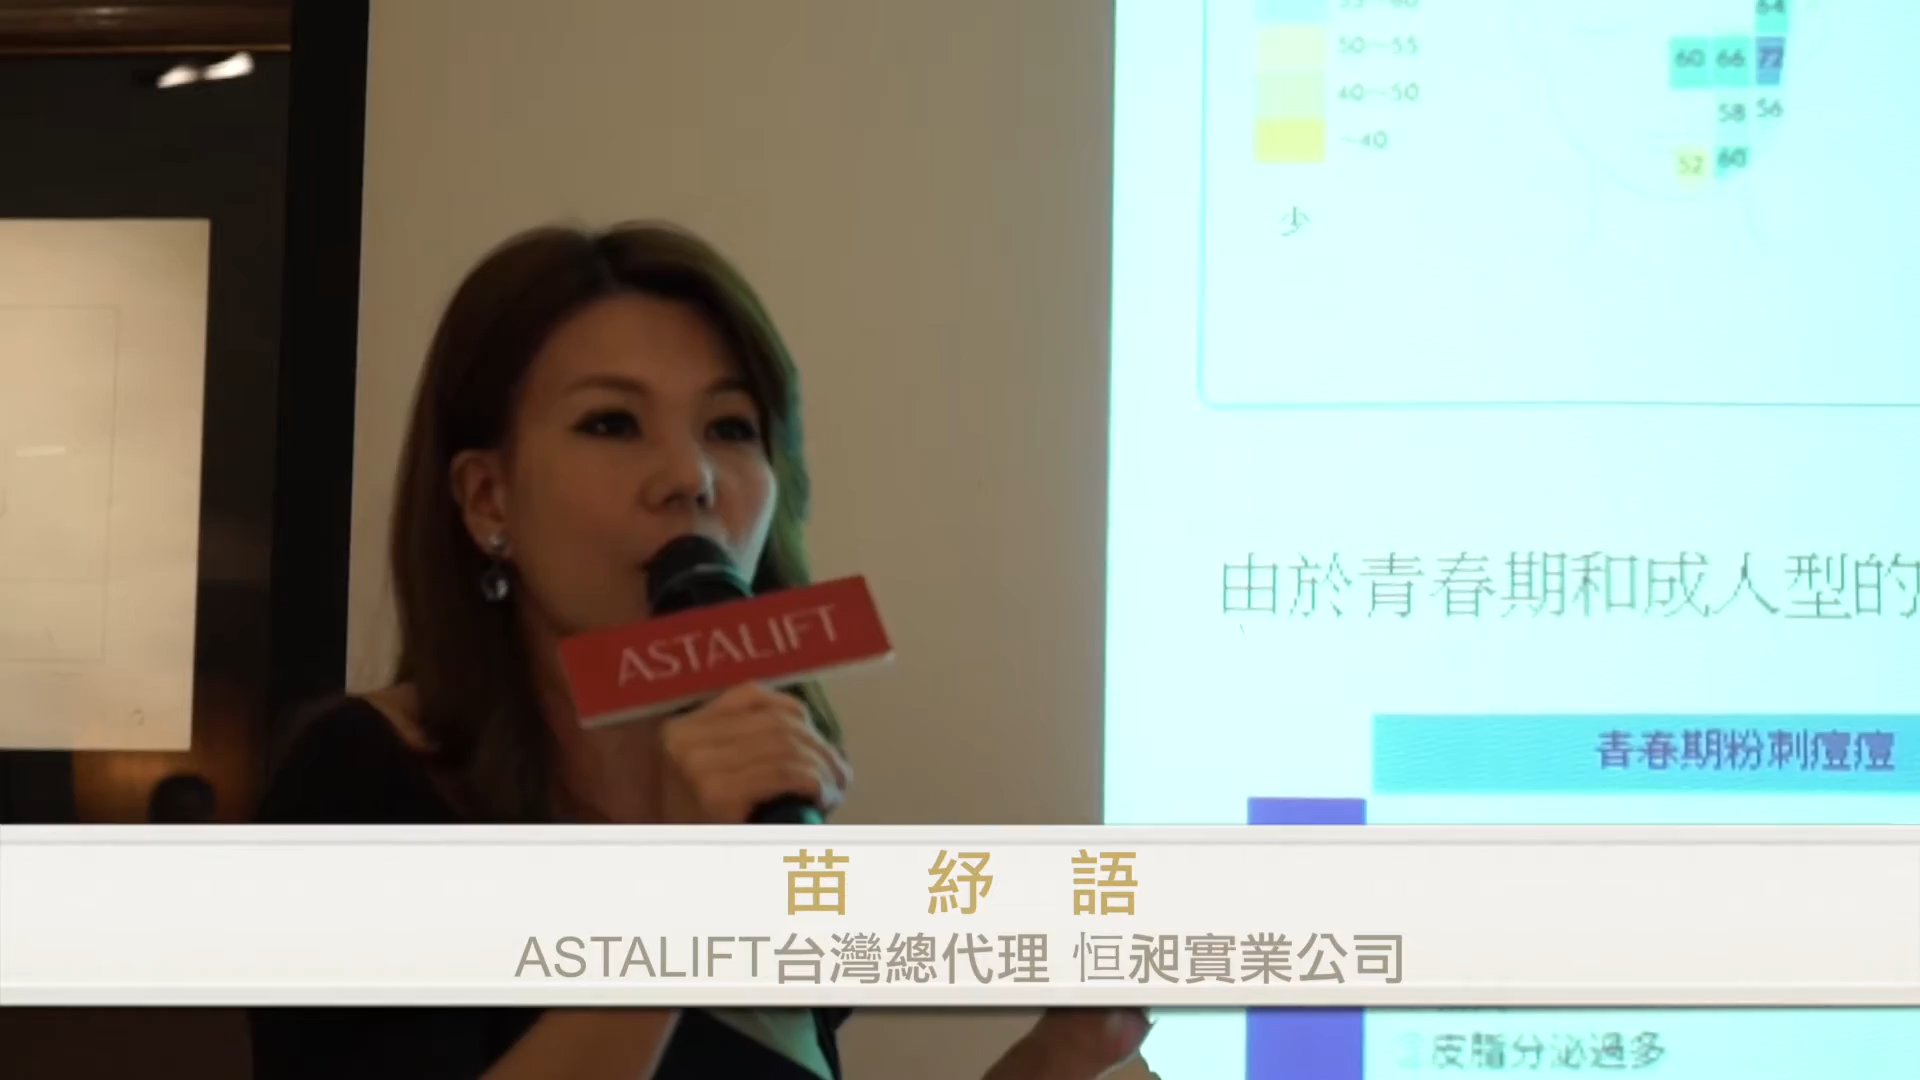 64
50～55
60 66 72
40～50
58 56
～40
52 60
少
由於青春期和成人型的
ASTALIFT
青春期粉刺痘痘
苗 紓 語
ASTALIFT台灣總代理 恒昶實業公司
皮脂分泌過多